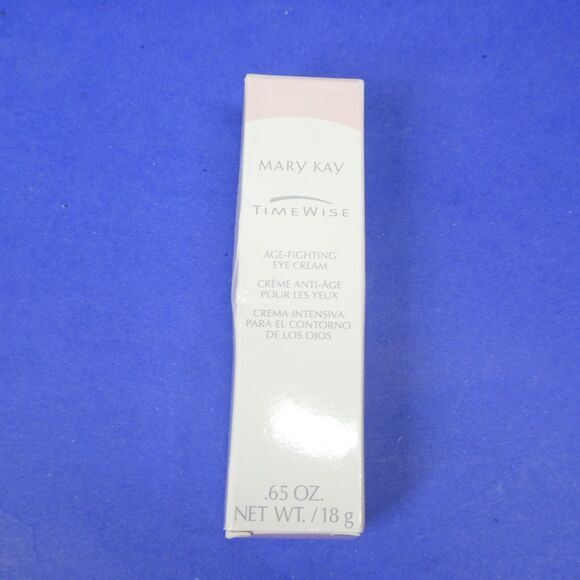 MARY KAY
TIMEWISE
AGE-FIGHTING
EYE CREAM
CRÈME ANTI-ÂGE
POUR LES YEUX
CREMA INTENSIVA
PARA EL CONTORNO
DE LOS OJOS
.65 OZ.
NET WT. / 18 g